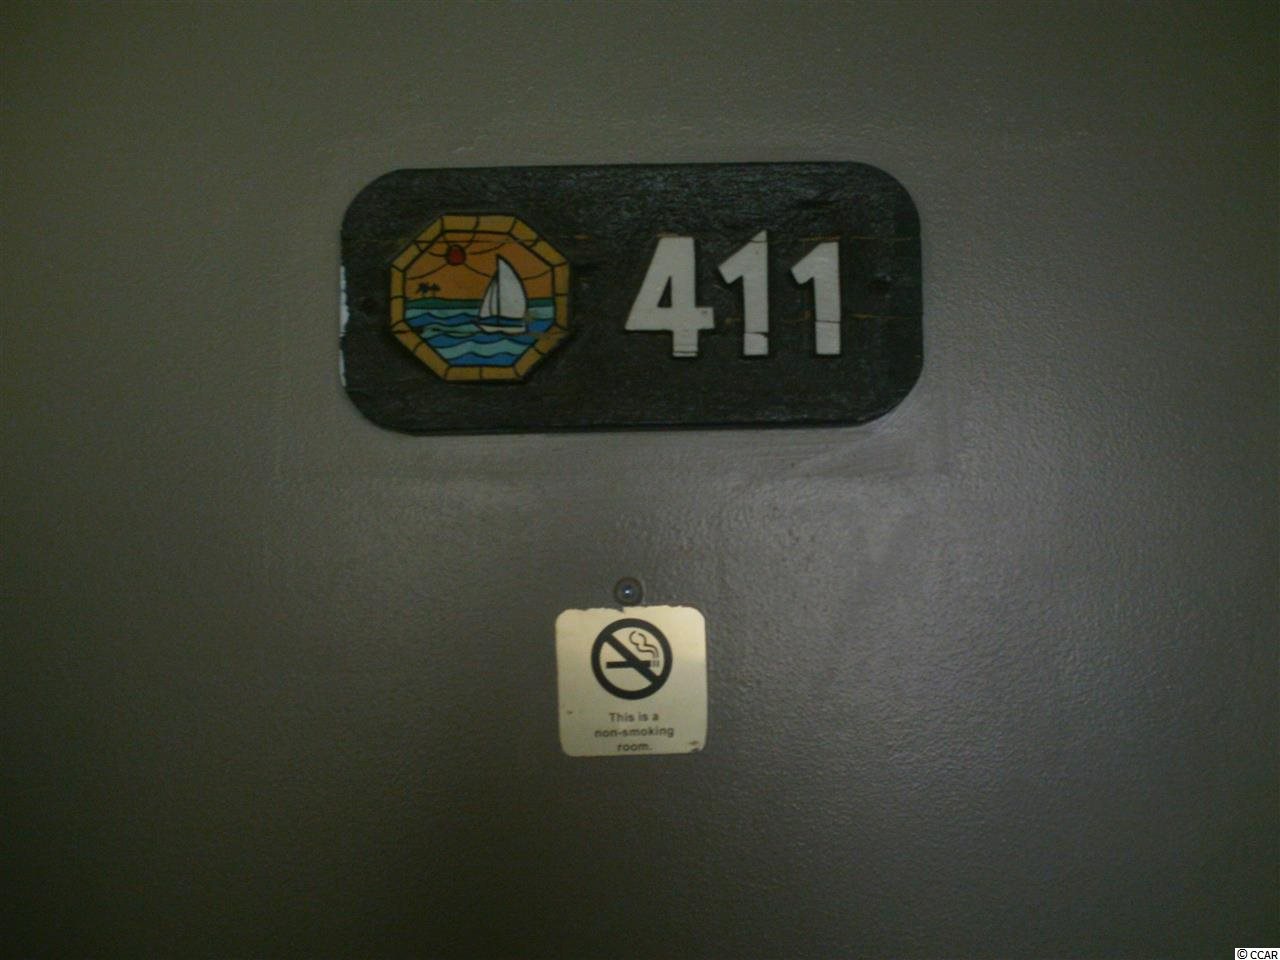 411
This is a
non-smoking
room.
© CCAR